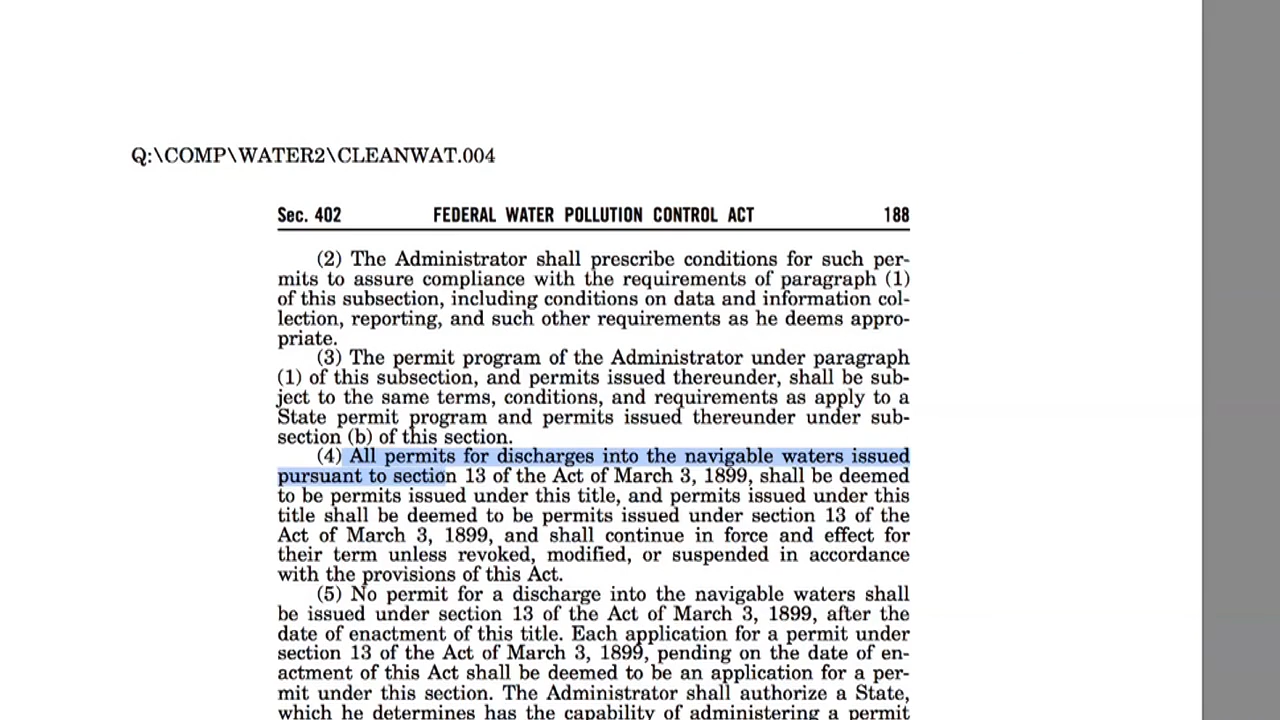 Q:\COMP\WATER2\CLEANWAT.004
Sec. 402 FEDERAL WATER POLLUTION CONTROL ACT 188
(2) The Administrator shall prescribe conditions for such per-
mits to assure compliance with the requirements of paragraph (1)
of this subsection, including conditions on data and information col-
lection, reporting, and such other requirements as he deems appro-
priate.
(3) The permit program of the Administrator under paragraph
(1) of this subsection, and permits issued thereunder, shall be sub-
ject to the same terms, conditions, and requirements as apply to a
State permit program and permits issued thereunder under sub-
section (b) of this section.
(4) All permits for discharges into the navigable waters issued
pursuant to section 13 of the Act of March 3, 1899, shall be deemed
to be permits issued under this title, and permits issued under this
title shall be deemed to be permits issued under section 13 of the
Act of March 3, 1899, and shall continue in force and effect for
their term unless revoked, modified, or suspended in accordance
with the provisions of this Act.
(5) No permit for a discharge into the navigable waters shall
be issued under section 13 of the Act of March 3, 1899, after the
date of enactment of this title. Each application for a permit under
section 13 of the Act of March 3, 1899, pending on the date of en-
actment of this Act shall be deemed to be an application for a per-
mit under this section. The Administrator shall authorize a State,
which he determines has the capability of administering a permit